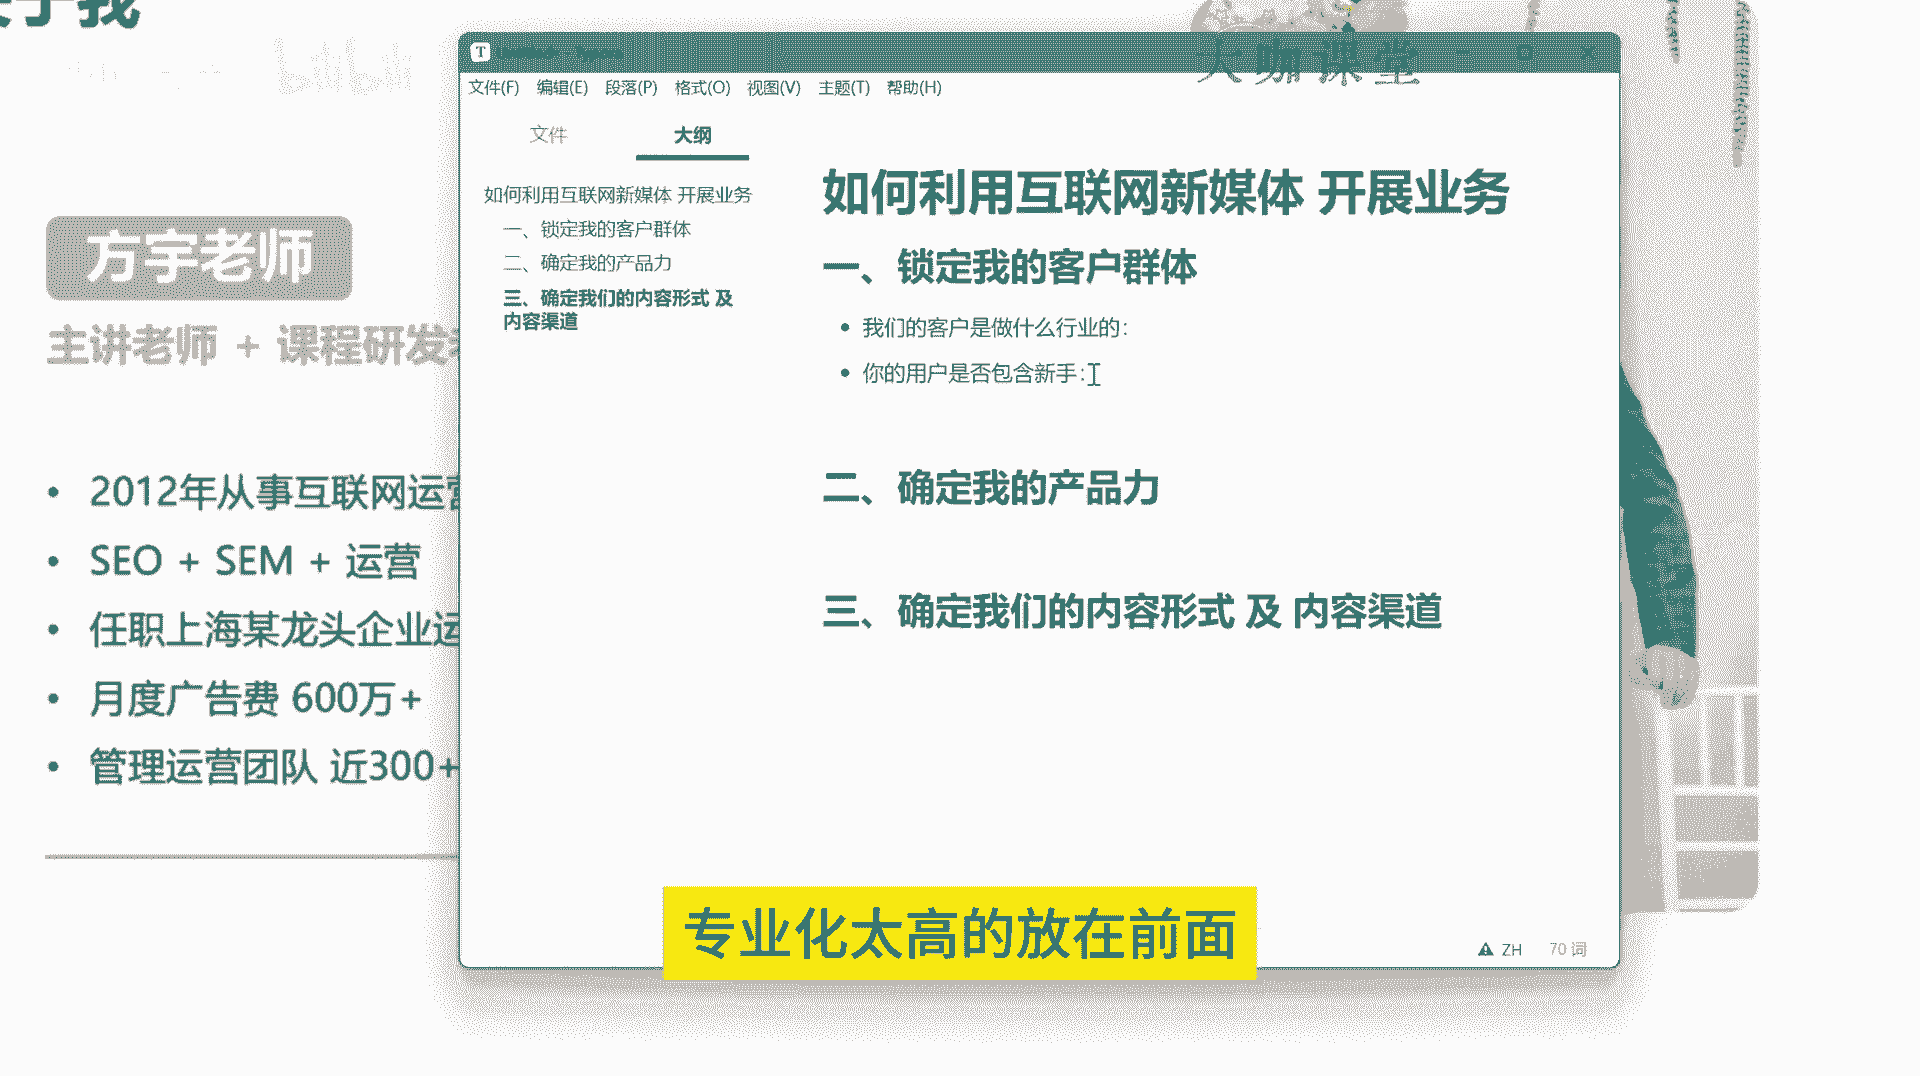 关于我
bilibili
大咖课堂
方宇老师
主讲老师 + 课程研发
• 2012年从事互联网运营
• SEO + SEM + 运营
• 任职上海某龙头企业运
• 月度广告费 600万+
• 管理运营团队 近300+
T
文件(F) 编辑(E) 段落(P) 格式(O) 视图(V) 主题(T) 帮助(H)
文件 大纲
如何利用互联网新媒体 开展业务
一、锁定我的客户群体
二、确定我的产品力
三、确定我们的内容形式 及
内容渠道
如何利用互联网新媒体 开展业务
一、锁定我的客户群体
• 我们的客户是做什么行业的:
• 你的用户是否包含新手:
二、确定我的产品力
三、确定我们的内容形式 及 内容渠道
专业化太高的放在前面
ZH 70 词